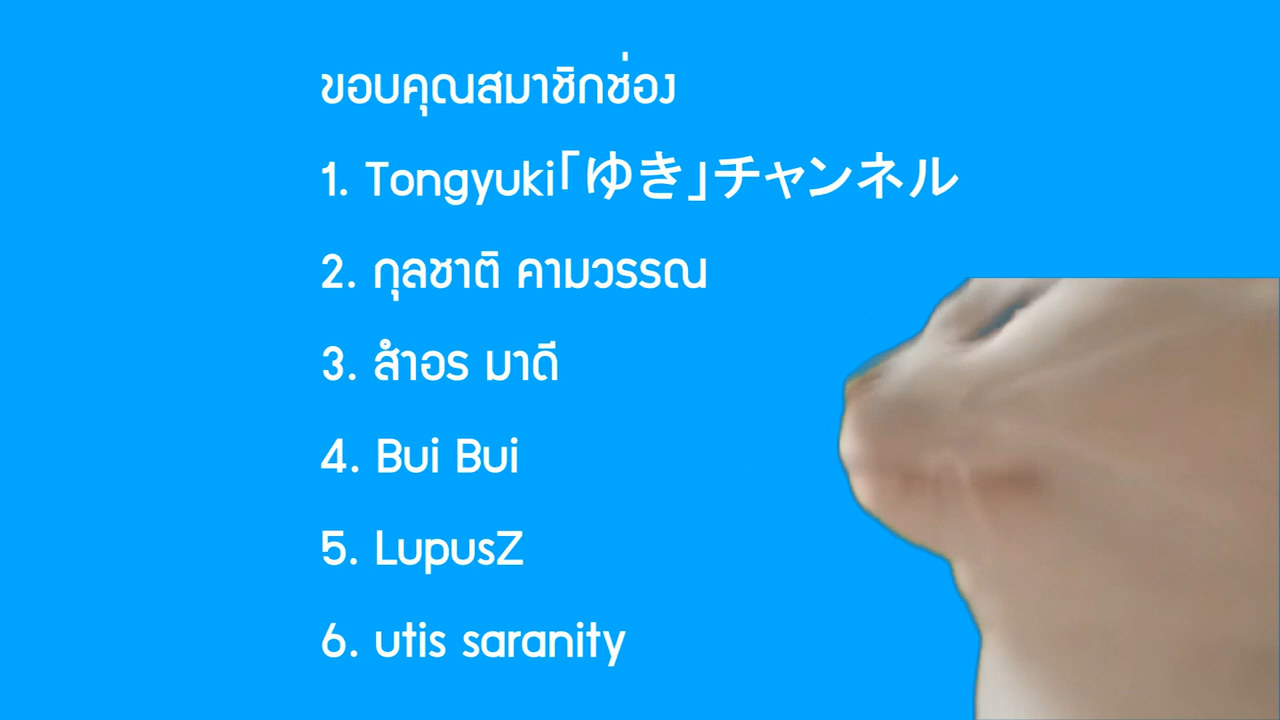 ขอบคุณสมาชิกช่อง
1. Tongyuki「ゆき」チャンネル
2. กุลชาติ คามวรรณ
3. สำอร มาดี
4. Bui Bui
5. LupusZ
6. utis saranity